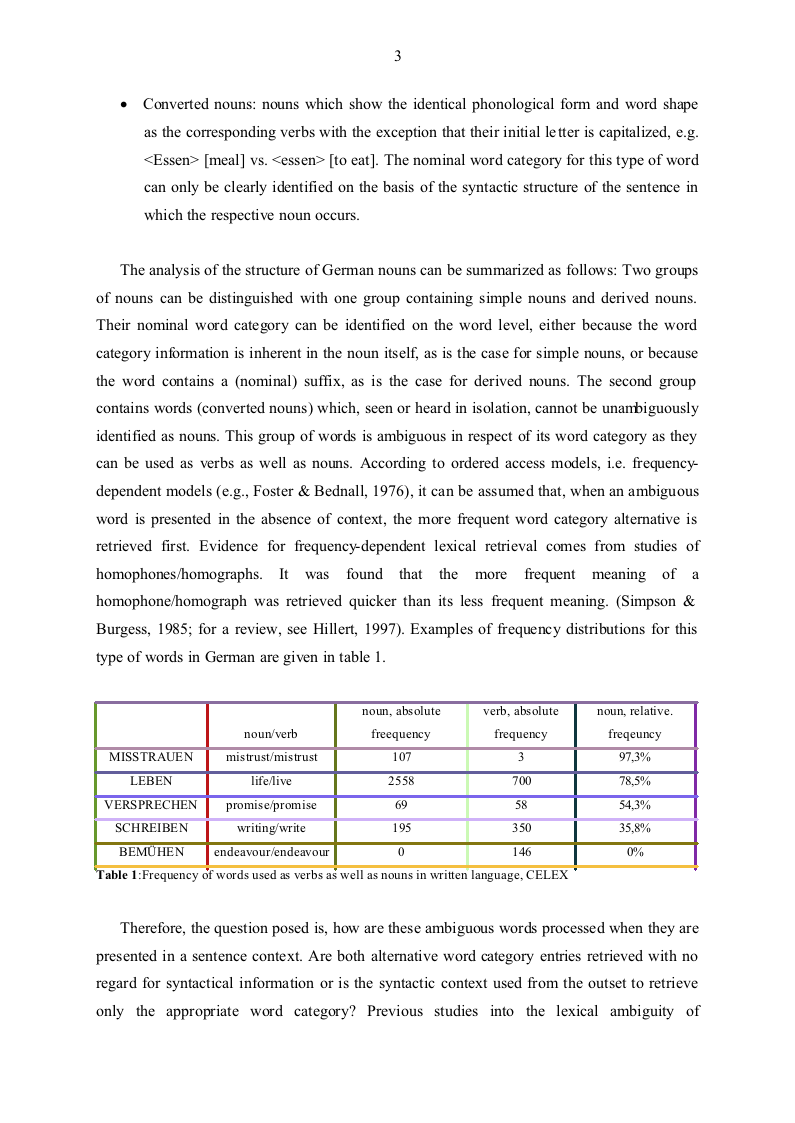 3
• Converted nouns: nouns which show the identical phonological form and word shape
as the corresponding verbs with the exception that their initial letter is capitalized, e.g.
<Essen> [meal] vs. <essen> [to eat]. The nominal word category for this type of word
can only be clearly identified on the basis of the syntactic structure of the sentence in
which the respective noun occurs.
The analysis of the structure of German nouns can be summarized as follows: Two groups
of nouns can be distinguished with one group containing simple nouns and derived nouns.
Their nominal word category can be identified on the word level, either because the word
category information is inherent in the noun itself, as is the case for simple nouns, or because
the word contains a (nominal) suffix, as is the case for derived nouns. The second group
contains words (converted nouns) which, seen or heard in isolation, cannot be unambiguously
identified as nouns. This group of words is ambiguous in respect of its word category as they
can be used as verbs as well as nouns. According to ordered access models, i.e. frequency-
dependent models (e.g., Foster & Bednall, 1976), it can be assumed that, when an ambiguous
word is presented in the absence of context, the more frequent word category alternative is
retrieved first. Evidence for frequency-dependent lexical retrieval comes from studies of
homophones/homographs. It was found that the more frequent meaning of a
homophone/homograph was retrieved quicker than its less frequent meaning. (Simpson &
Burgess, 1985; for a review, see Hillert, 1997). Examples of frequency distributions for this
type of words in German are given in table 1.
noun, absolute verb, absolute noun, relative.
noun/verb freequency frequency freqeuncy
MISSTRAUEN mistrust/mistrust 107 3 97,3%
LEBEN life/live 2558 700 78,5%
VERSPRECHEN promise/promise 69 58 54,3%
SCHREIBEN writing/write 195 350 35,8%
BEMÜHEN endeavour/endeavour 0 146 0%
Table 1:Frequency of words used as verbs as well as nouns in written language, CELEX
Therefore, the question posed is, how are these ambiguous words processed when they are
presented in a sentence context. Are both alternative word category entries retrieved with no
regard for syntactical information or is the syntactic context used from the outset to retrieve
only the appropriate word category? Previous studies into the lexical ambiguity of